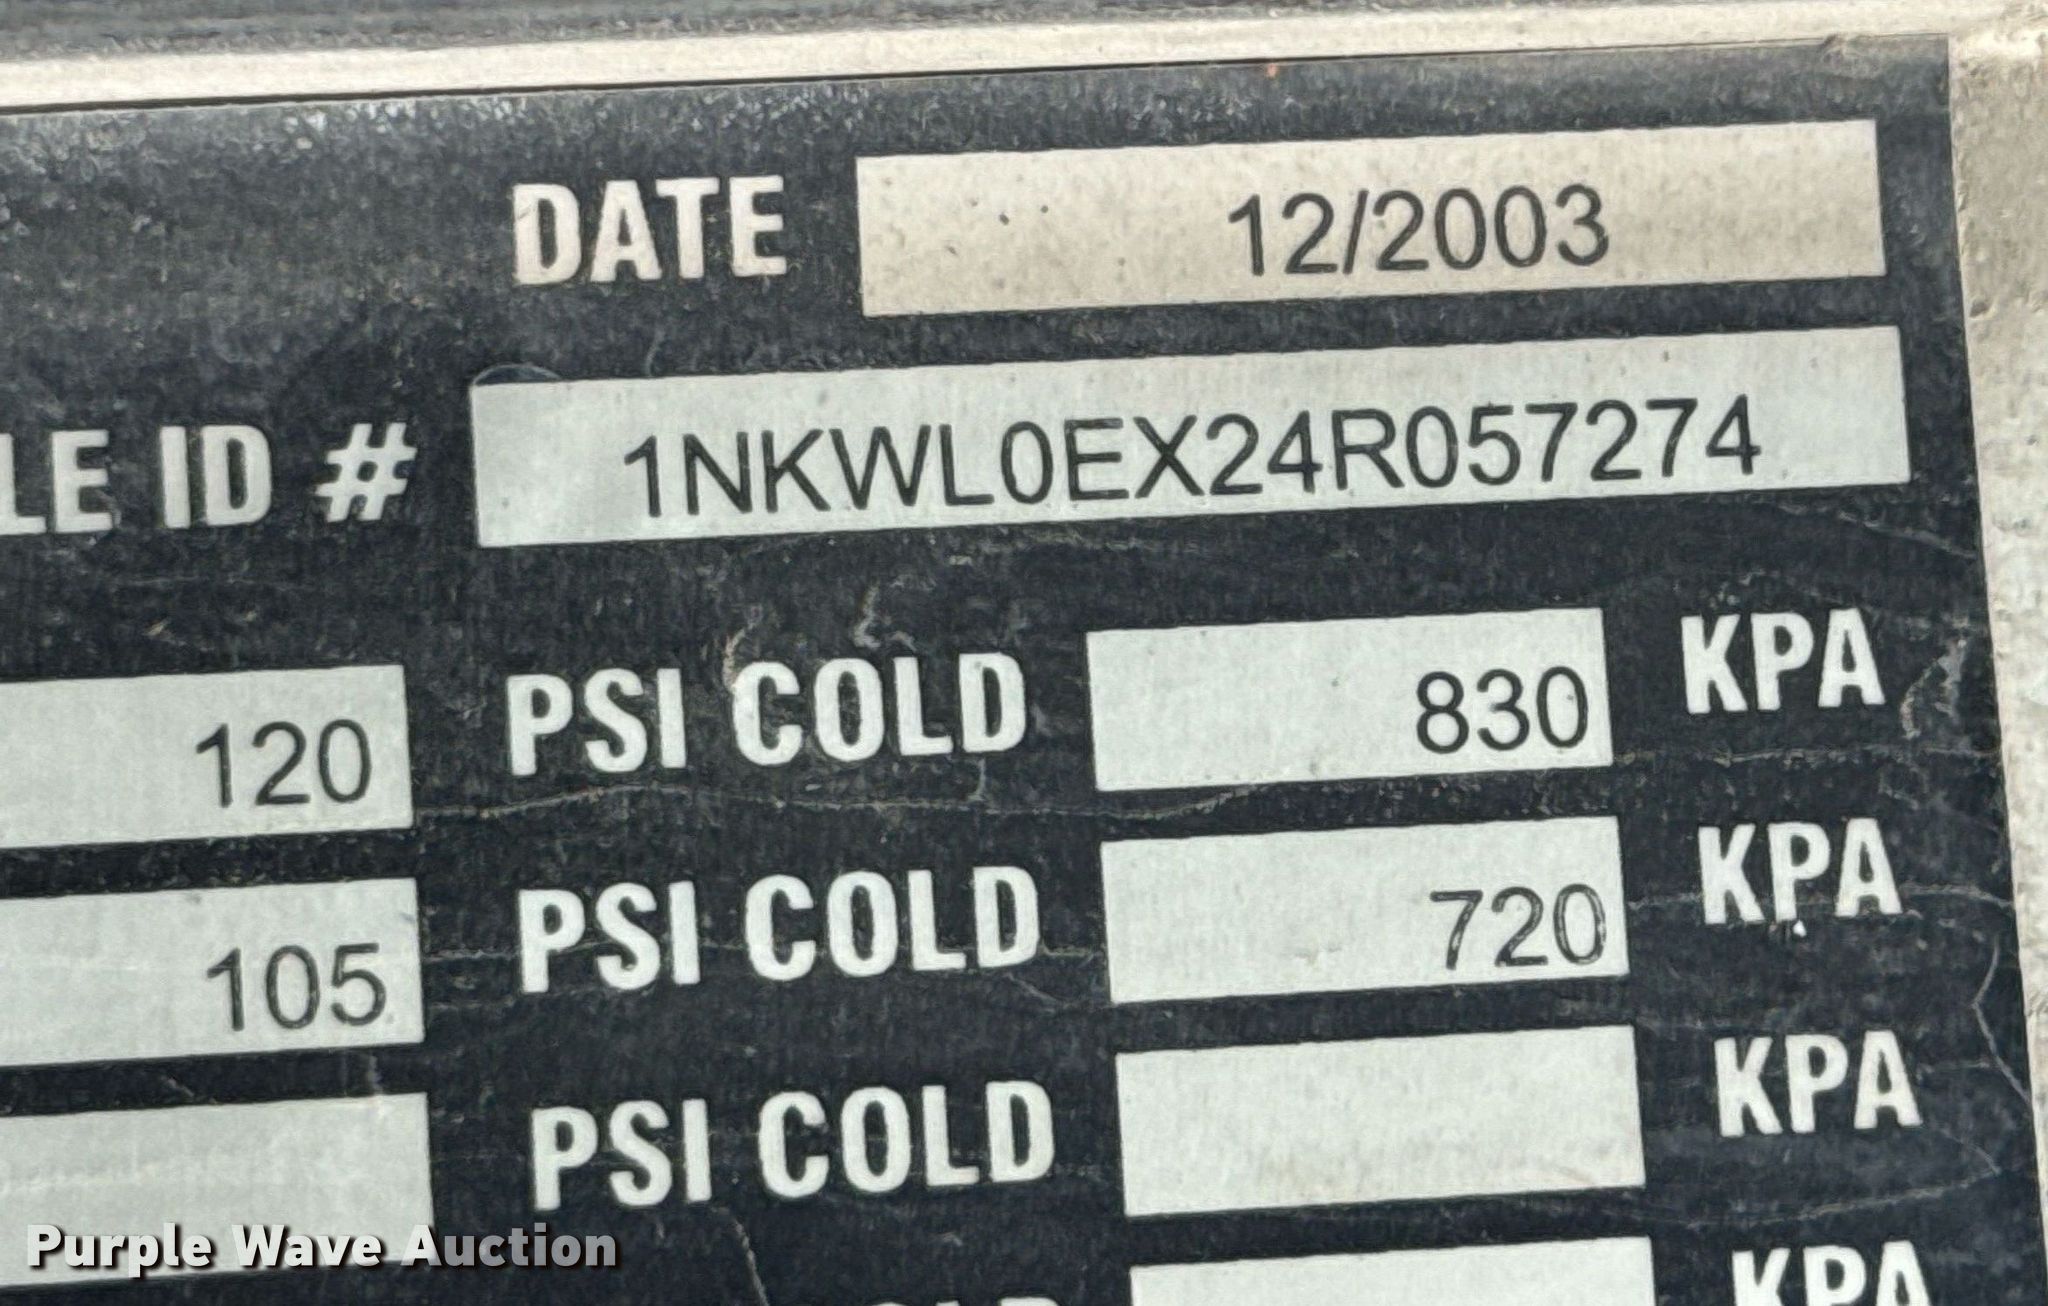 DATE 12/2003
LE ID # 1NKWL0EX24R057274
120 PSI COLD 830 KPA
105 PSI COLD 720 KPA
PSI COLD KPA
KPA
Purple Wave Auction